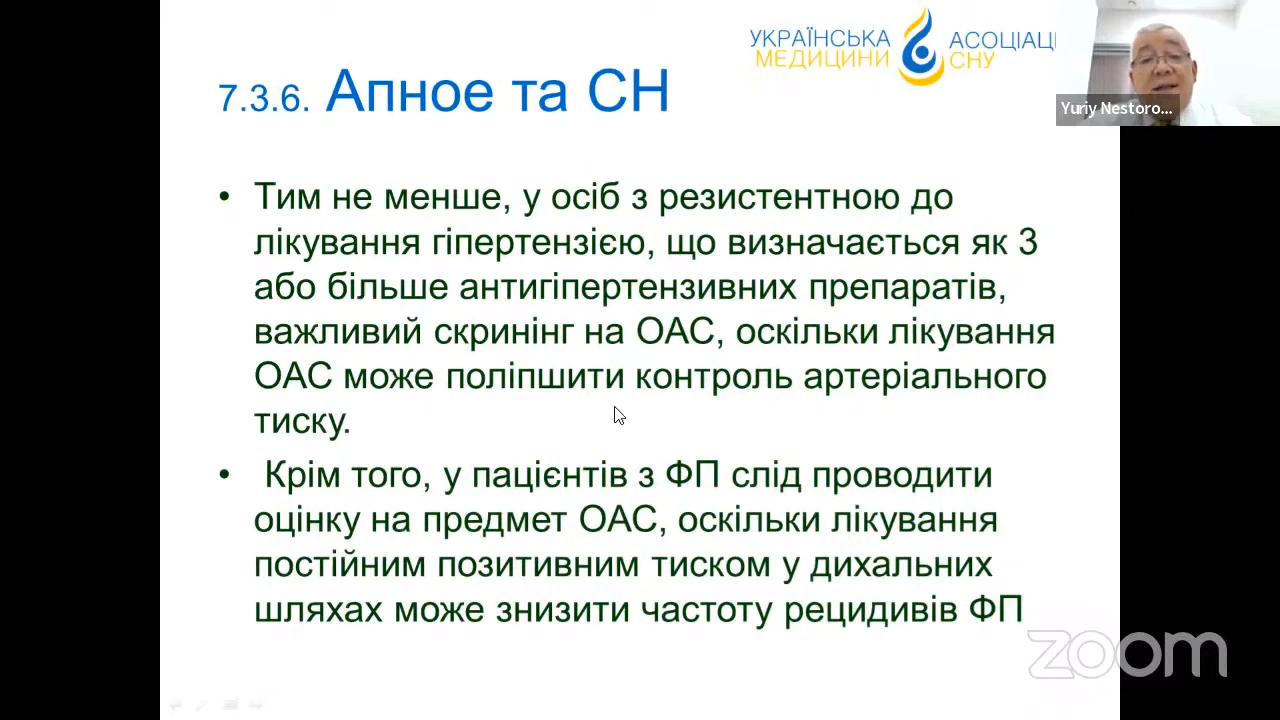 УКРАЇНСЬКА АСОЦІАЦІ
МЕДИЦИНИ СНУ
7.3.6. Апное та СН
Yuriy Nestoro...
• Тим не менше, у осіб з резистентною до
лікування гіпертензією, що визначається як 3
або більше антигіпертензивних препаратів,
важливий скринінг на ОАС, оскільки лікування
ОАС може поліпшити контроль артеріального
тиску.
• Крім того, у пацієнтів з ФП слід проводити
оцінку на предмет ОАС, оскільки лікування
постійним позитивним тиском у дихальних
шляхах може знизити частоту рецидивів ФП
zoom